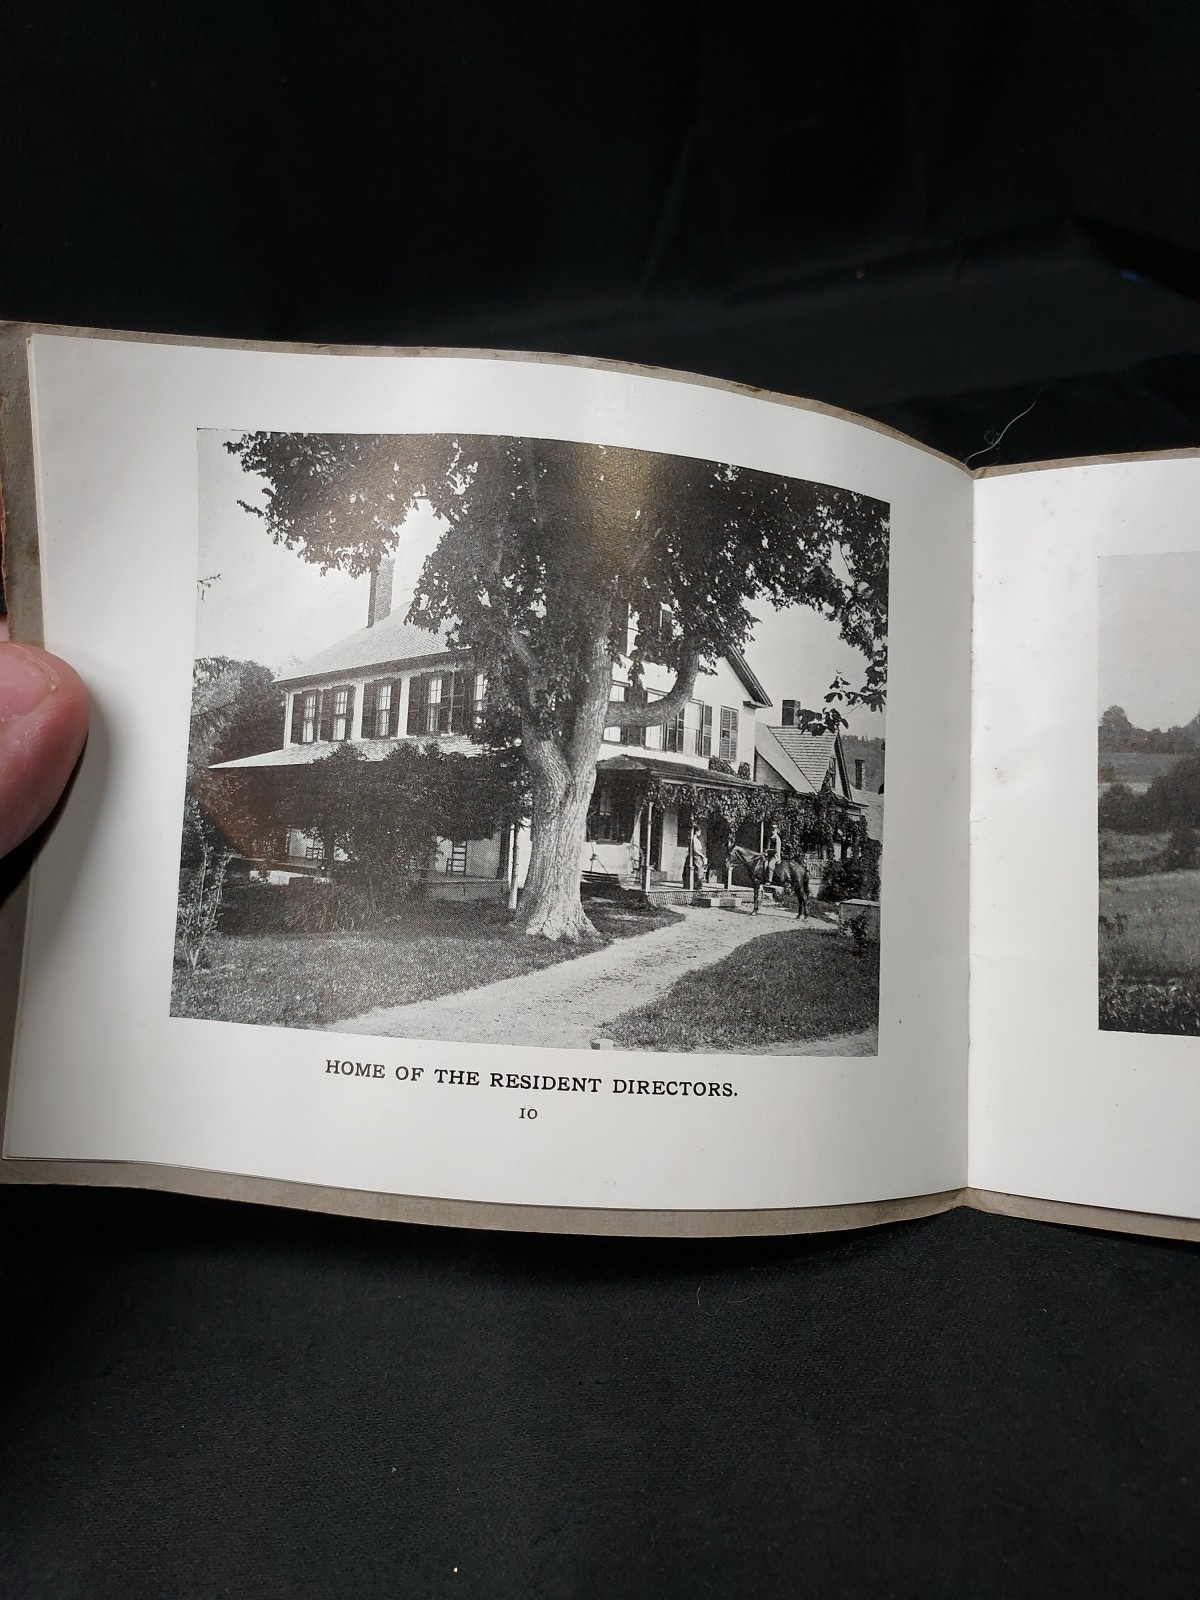 HOME OF THE RESIDENT DIRECTORS.
10